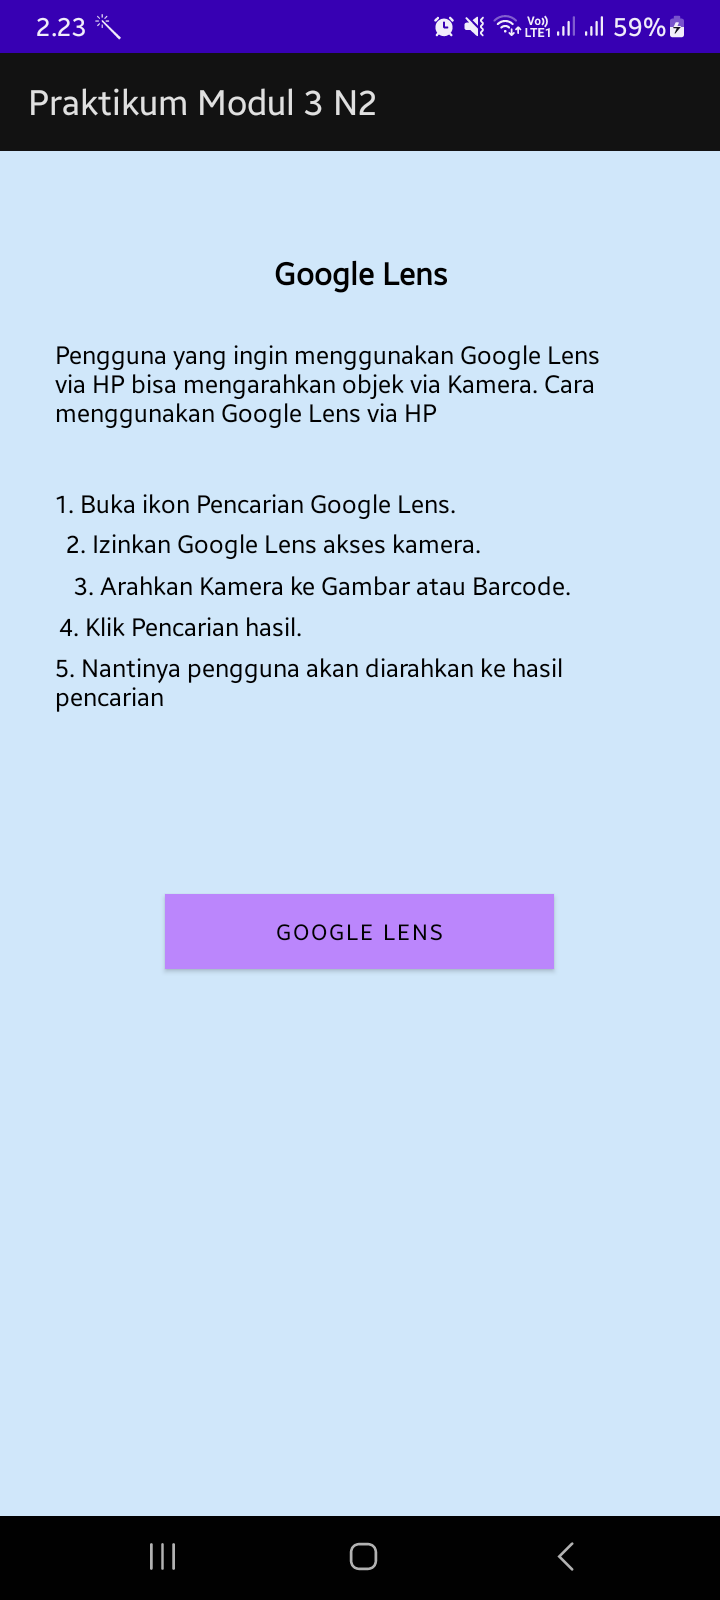 2.23
Vo)) LTE1
59%
Praktikum Modul 3 N2
Google Lens
Pengguna yang ingin menggunakan Google Lens
via HP bisa mengarahkan objek via Kamera. Cara
menggunakan Google Lens via HP
1. Buka ikon Pencarian Google Lens.
2. Izinkan Google Lens akses kamera.
3. Arahkan Kamera ke Gambar atau Barcode.
4. Klik Pencarian hasil.
5. Nantinya pengguna akan diarahkan ke hasil
pencarian
GOOGLE LENS